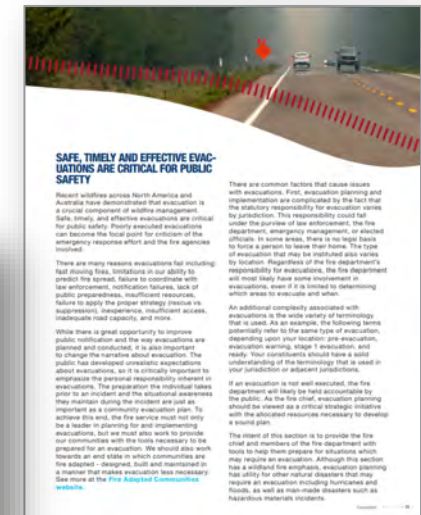 SAFE, TIMELY AND EFFECTIVE EVAC-
UATIONS ARE CRITICAL FOR PUBLIC
SAFETY
Recent wildfires across North America and
Australia have demonstrated that evacuation is
a crucial component of wildfire management.
Safe, timely, and effective evacuations are critical
for public safety. Poorly executed evacuations
can become the focal point for criticism of the
emergency response effort and the fire agencies
involved.
There are many reasons evacuations fail including:
fast moving fires, limitations in our ability to
predict fire spread, failure to coordinate with
law enforcement, notification failures, lack of
public preparedness, insufficient resources,
failure to apply the proper strategy (rescue vs.
suppression), inexperience, insufficient access,
inadequate road capacity, and more.
While there is great opportunity to improve
public notification and the way evacuations are
planned and conducted, it is also important
to change the narrative about evacuation. The
public has developed unrealistic expectations
about evacuations, so it is critically important to
emphasize the personal responsibility inherent in
evacuations. The preparation the individual takes
prior to an incident and the situational awareness
they maintain during the incident are just as
important as a community evacuation plan. To
achieve this end, the fire service must not only
be a leader in planning for and implementing
evacuations, but we must also work to provide
our communities with the tools necessary to be
prepared for an evacuation. We should also work
towards an end state in which communities are
fire adapted - designed, built and maintained in
a manner that makes evacuation less necessary.
See more at the Fire Adapted Communities
website.
There are common factors that cause issues
with evacuations. First, evacuation planning and
implementation are complicated by the fact that
the statutory responsibility for evacuation varies
by jurisdiction. This responsibility could fall
under the purview of law enforcement, the fire
department, emergency management, or elected
officials. In some areas, there is no legal basis
to force a person to leave their home. The type
of evacuation that may be instituted also varies
by location. Regardless of the fire department's
responsibility for evacuations, the fire department
will most likely have some involvement in
evacuations, even if it is limited to determining
which areas to evacuate and when.
An additional complexity associated with
evacuations is the wide variety of terminology
that is used. As an example, the following terms
potentially refer to the same type of evacuation,
depending upon your location: pre-evacuation,
evacuation warning, stage 1 evacuation, and
ready. Your constituents should have a solid
understanding of the terminology that is used in
your jurisdiction or adjacent jurisdictions.
If an evacuation is not well executed, the fire
department will likely be held accountable by
the public. As the fire chief, evacuation planning
should be viewed as a critical strategic initiative
with the allocated resources necessary to develop
a sound plan.
The intent of this section is to provide the fire
chief and members of the fire department with
tools to help them prepare for situations which
may require an evacuation. Although this section
has a wildland fire emphasis, evacuation planning
has utility for other natural disasters that may
require an evacuation including hurricanes and
floods, as well as man-made disasters such as
hazardous materials incidents.